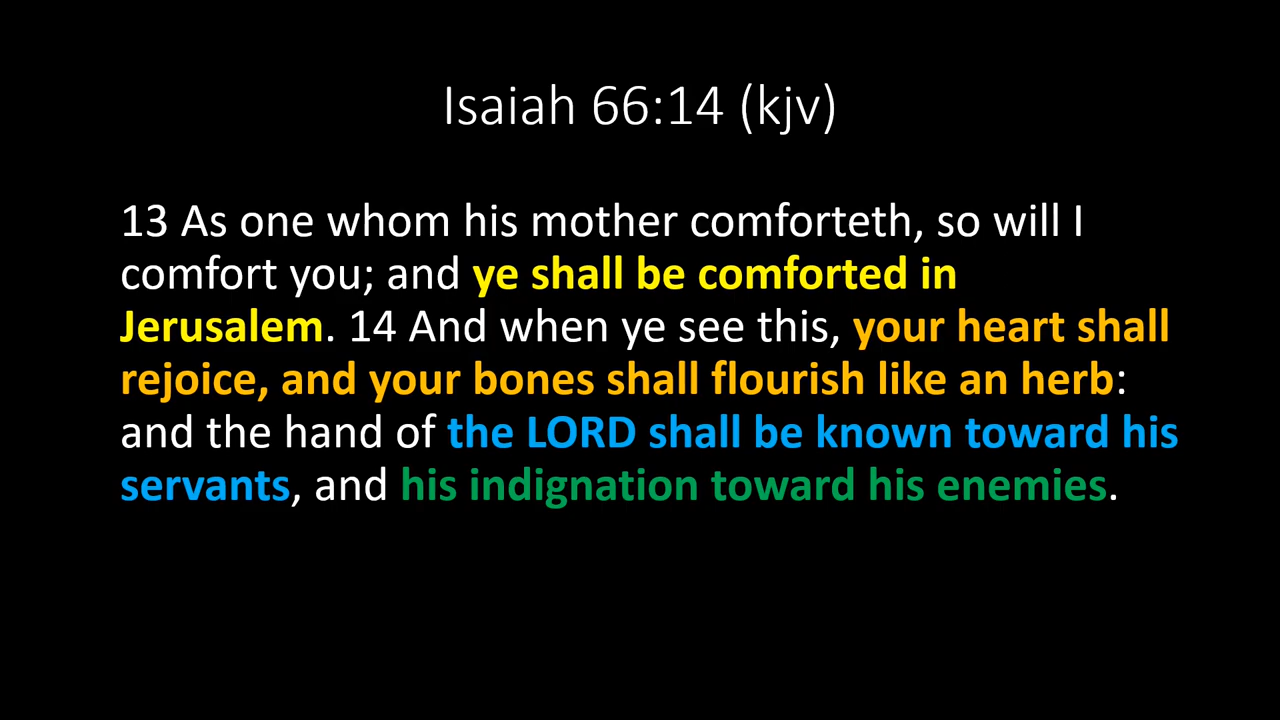 Isaiah 66:14 (kjv)
13 As one whom his mother comforteth, so will I
comfort you; and ye shall be comforted in
Jerusalem. 14 And when ye see this, your heart shall
rejoice, and your bones shall flourish like an herb:
and the hand of the LORD shall be known toward his
servants, and his indignation toward his enemies.